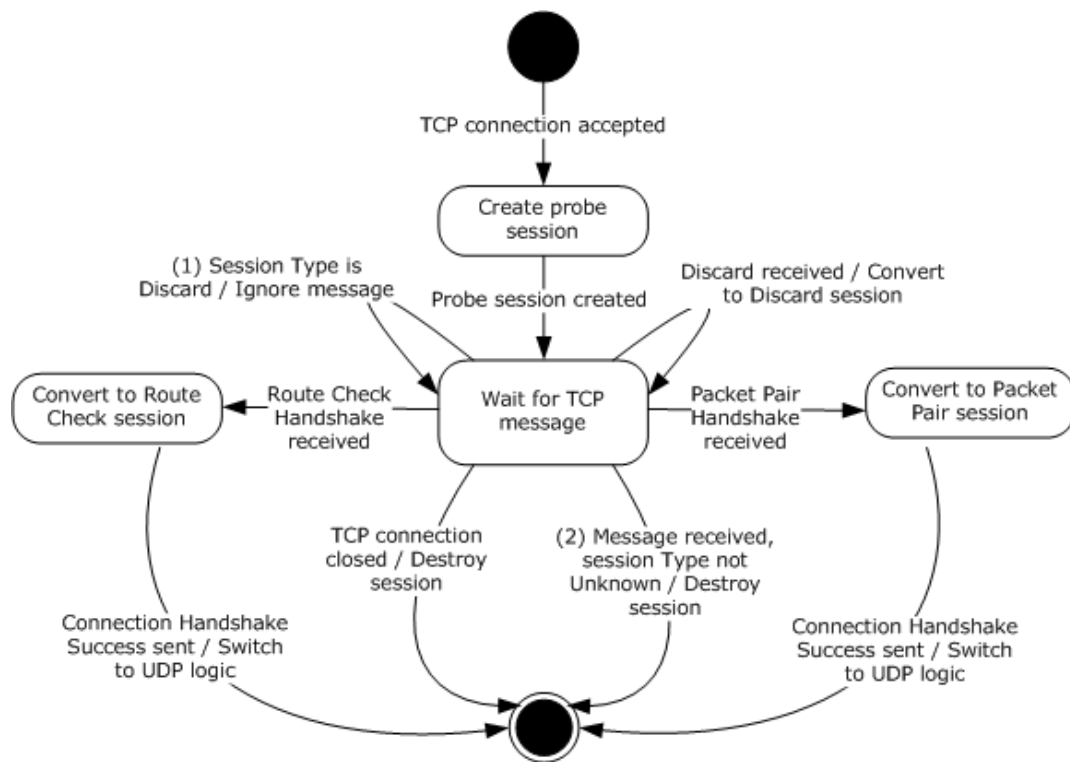 TCP connection accepted
Create probe
session
(1) Session Type is
Discard / Ignore message
Probe session created
Discard received / Convert
to Discard session
Convert to Route
Check session
Route Check
Handshake
received
Wait for TCP
message
Packet Pair
Handshake
received
Convert to Packet
Pair session
TCP connection
closed / Destroy
session
(2) Message received,
session Type not
Unknown / Destroy
session
Connection Handshake
Success sent / Switch
to UDP logic
Connection Handshake
Success sent / Switch
to UDP logic